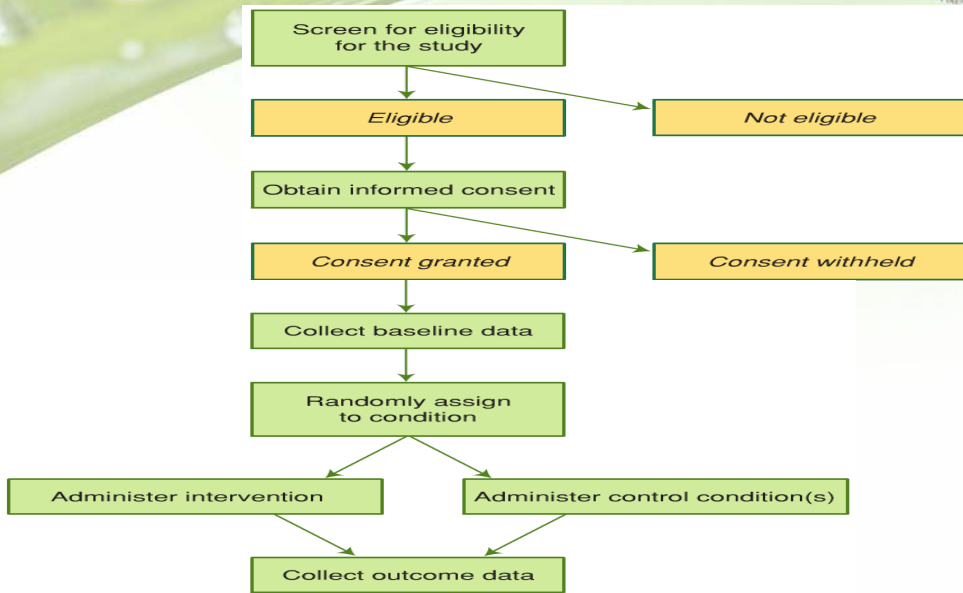 Screen for eligibility
for the study
Eligible
Not eligible
Obtain informed consent
Consent granted
Consent withheld
Collect baseline data
Randomly assign
to condition
Administer intervention
Administer control condition(s)
Collect outcome data